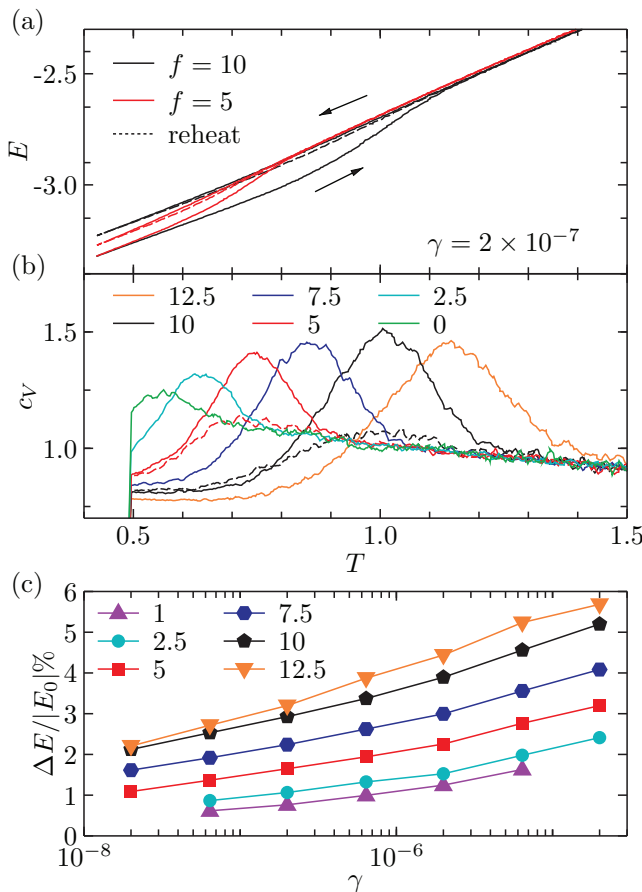 (a)
-2.5
-3.0
E
f = 10
f = 5
reheat
γ = 2 × 10⁻⁷
(b)
12.5 7.5 2.5
10 5 0
1.5
1.0
c_V
0.5 1.0 1.5
T
(c)
6
5
4
3
2
1
0
ΔE/|E₀|%
1 7.5
2.5 10
5 12.5
10⁻⁸ 10⁻⁶
γ